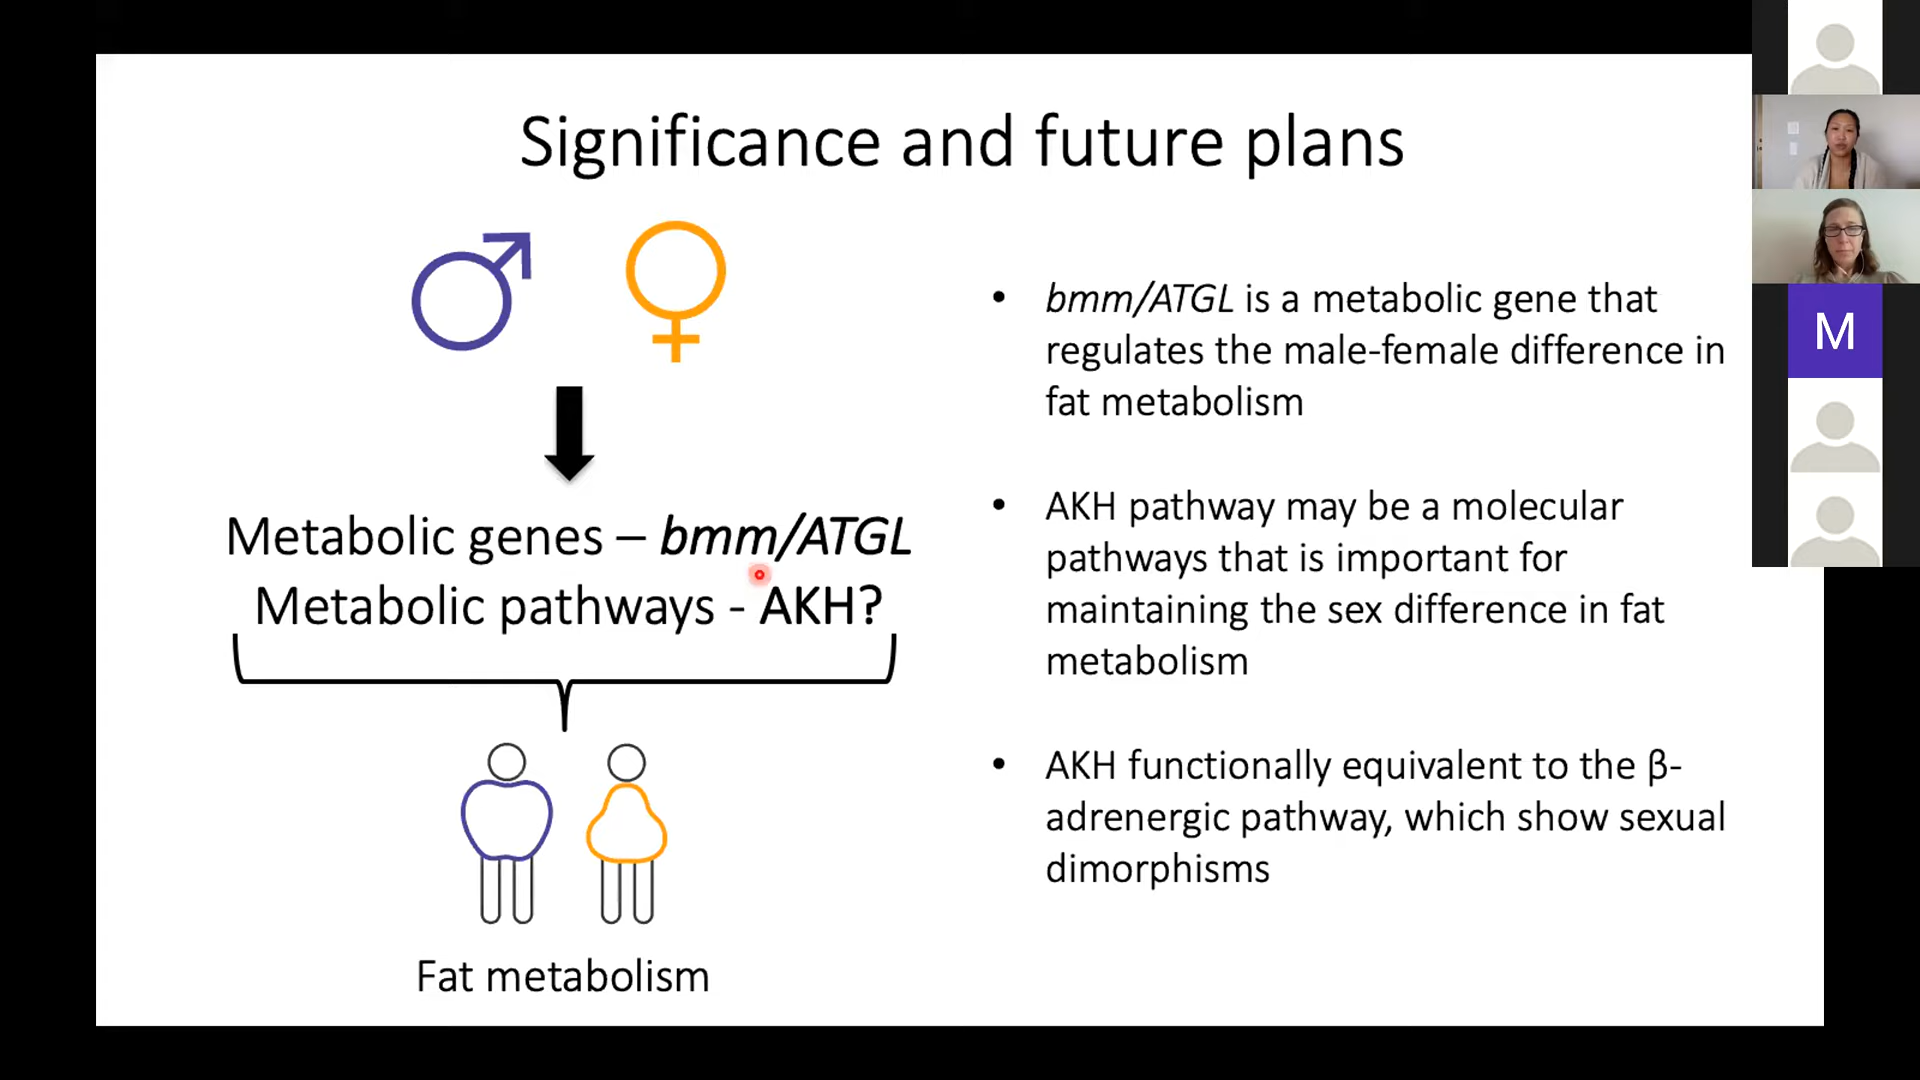 Significance and future plans
Metabolic genes – bmm/ATGL
Metabolic pathways - AKH?
Fat metabolism
• bmm/ATGL is a metabolic gene that
regulates the male-female difference in
fat metabolism
• AKH pathway may be a molecular
pathways that is important for
maintaining the sex difference in fat
metabolism
• AKH functionally equivalent to the β-
adrenergic pathway, which show sexual
dimorphisms
M